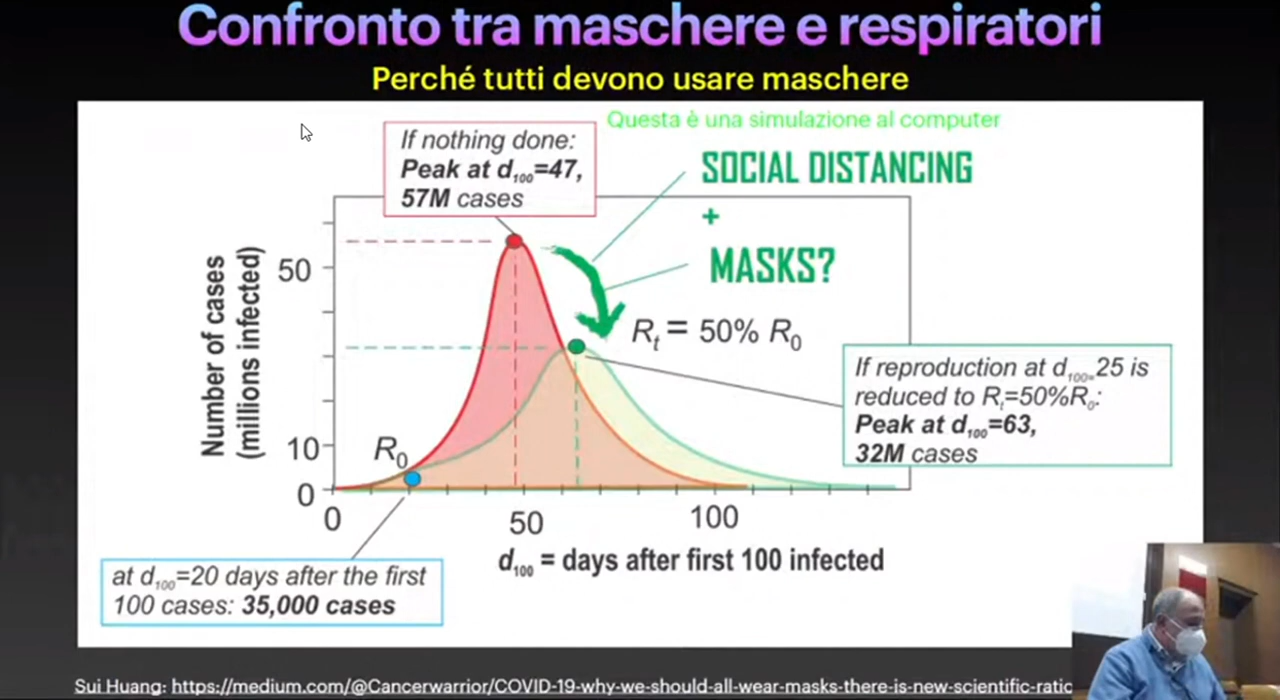 Confronto tra maschere e respiratori
Perché tutti devono usare maschere
Questa è una simulazione al computer
If nothing done:
Peak at d₁₀₀=47,
57M cases
SOCIAL DISTANCING
+
MASKS?
Number of cases
(millions infected)
50
10
0
R₀
Rₜ = 50% R₀
If reproduction at d₁₀₀=25 is
reduced to Rₜ=50%R₀:
Peak at d₁₀₀=63,
32M cases
0
50
100
d₁₀₀ = days after first 100 infected
at d₁₀₀=20 days after the first
100 cases: 35,000 cases
Sui Huang: https://medium.com/@Cancerwarrior/COVID-19-why-we-should-all-wear-masks-there-is-new-scientific-ratio